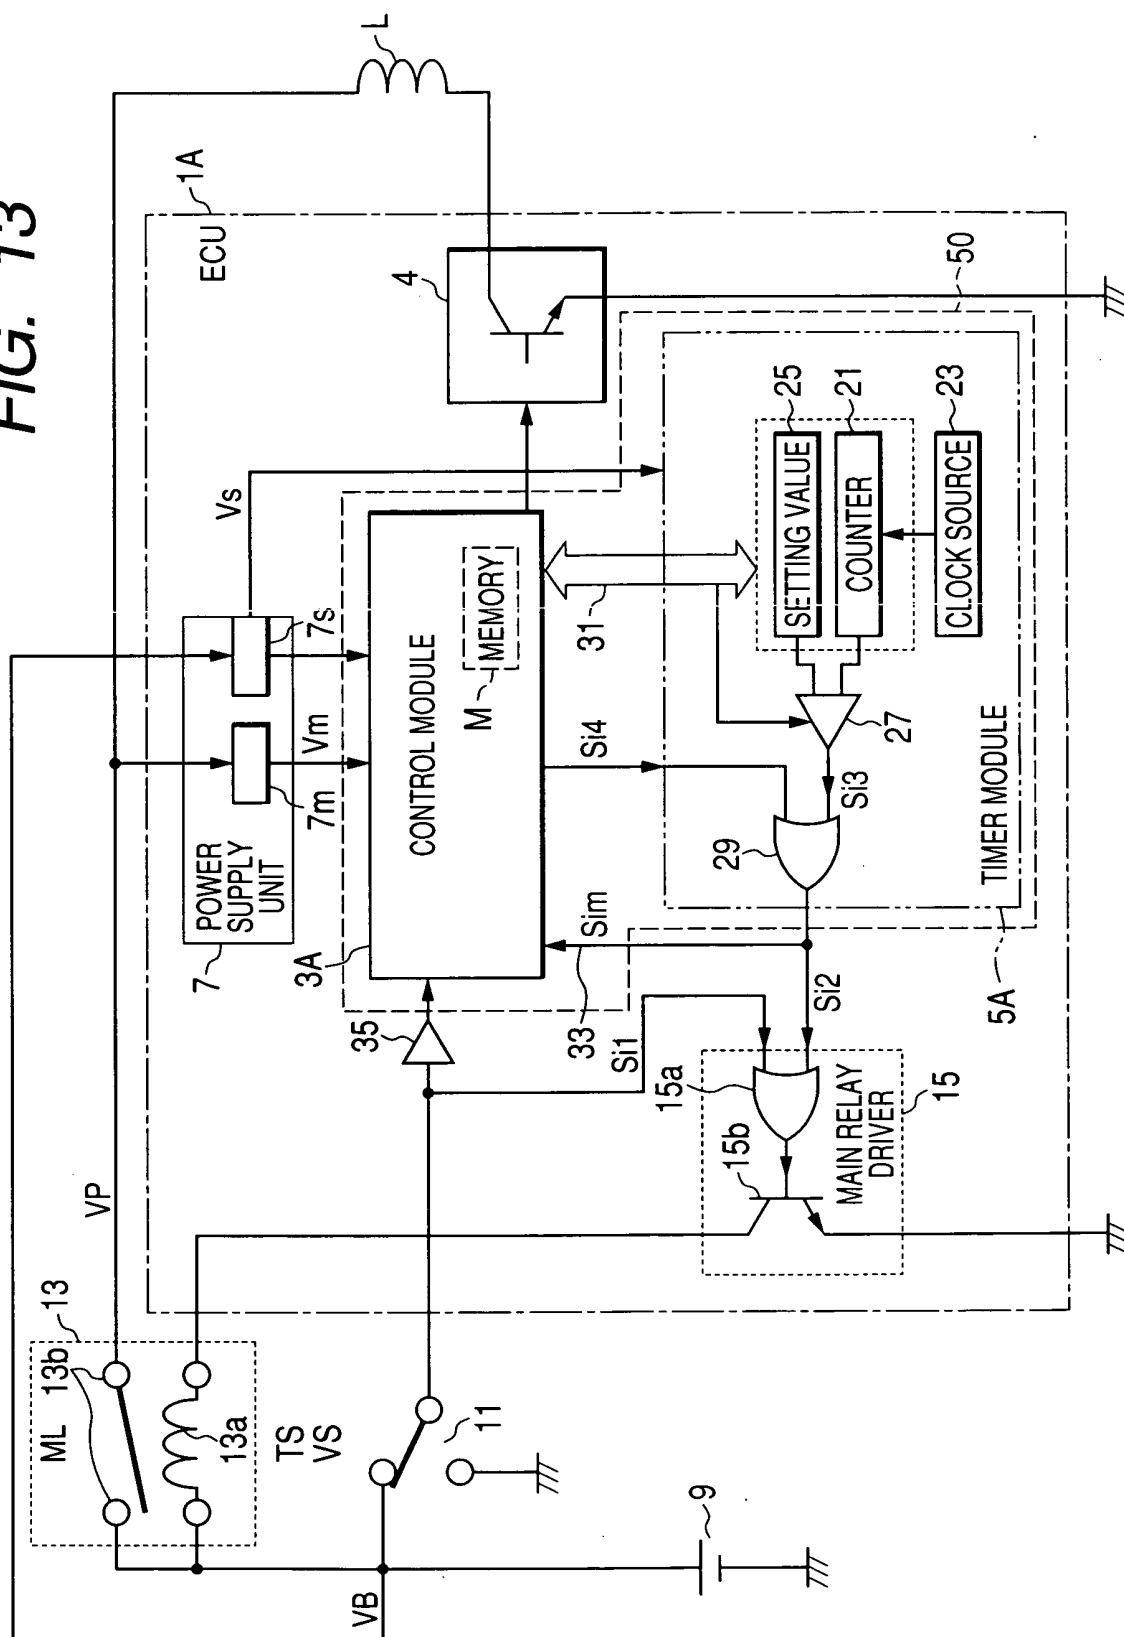 FIG. 13
ECU
1A
L
VP
ML
13
13b
13a
TS
VS
11
VB
9
POWER
SUPPLY
UNIT
7
7m
7s
Vm
Vs
4
CONTROL MODULE
MEMORY
M
3A
35
31
33
Sim
Si4
Si1
Si2
Si3
50
SETTING VALUE
25
COUNTER
21
CLOCK SOURCE
23
27
29
TIMER MODULE
5A
15a
15b
MAIN RELAY
DRIVER
15